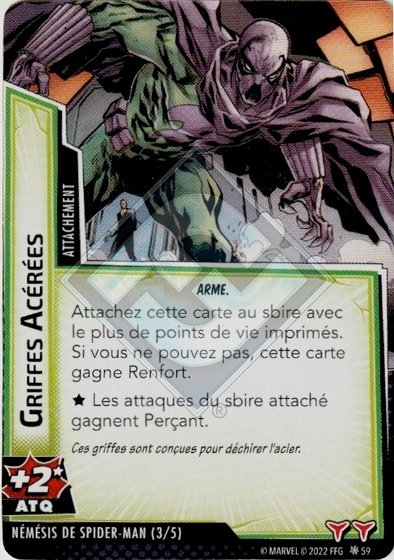 GRIFFES ACÉRÉES
ATTACHEMENT
ARME.
Attachez cette carte au sbire avec
le plus de points de vie imprimés.
Si vous ne pouvez pas, cette carte
gagne Renfort.
★ Les attaques du sbire attaché
gagnent Perçant.
Ces griffes sont conçues pour déchirer l'acier.
+2★
ATQ
NÉMÉSIS DE SPIDER-MAN (3/5)
© MARVEL © 2022 FFG 59